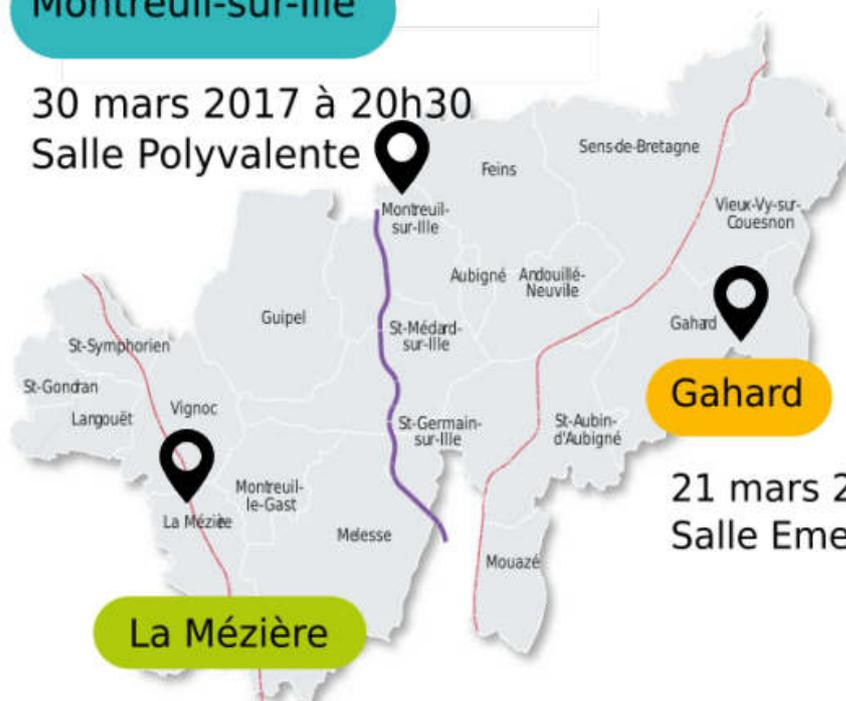 Montreuil-sur-Ille
30 mars 2017 à 20h30
Salle Polyvalente
Sens-de-Bretagne
Feins
Montreuil-
sur-Ille
Vieux-Vy-sur-
Couesnon
Aubigné
Andouillé-
Neuville
Guipel
St-Médard-
sur-Ille
Gahard
St-Symphorien
St-Gondran
Langouët
Vignoc
Gahard
St-Germain-
sur-Ille
St-Aubin-
d'Aubigné
Montreuil-
le-Gast
La Mézière
Melesse
21 mars 2
Salle Eme
Mouazé
La Mézière